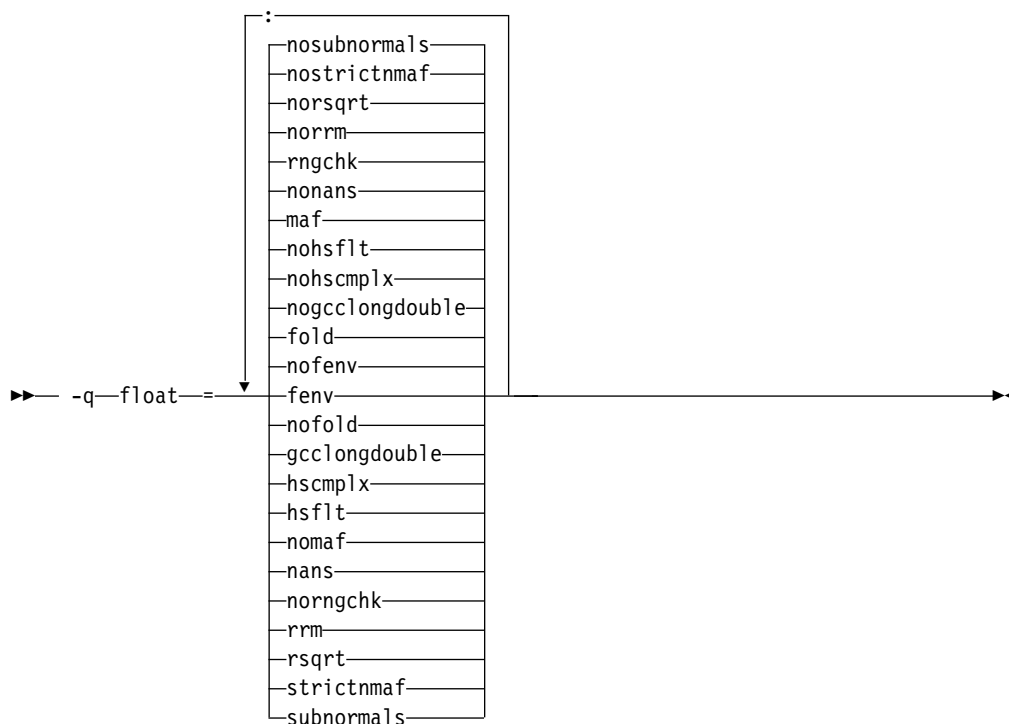 :
nosubnormals
nostrictnmaf
norsqrt
norrm
rngchk
nonans
maf
nohsflt
nohscmplx
nogcclongdouble
fold
nofenv
-q float = fenv
nofold
gcclongdouble
hscmplx
hsflt
nomaf
nans
norngchk
rrm
rsqrt
strictnmaf
subnormals